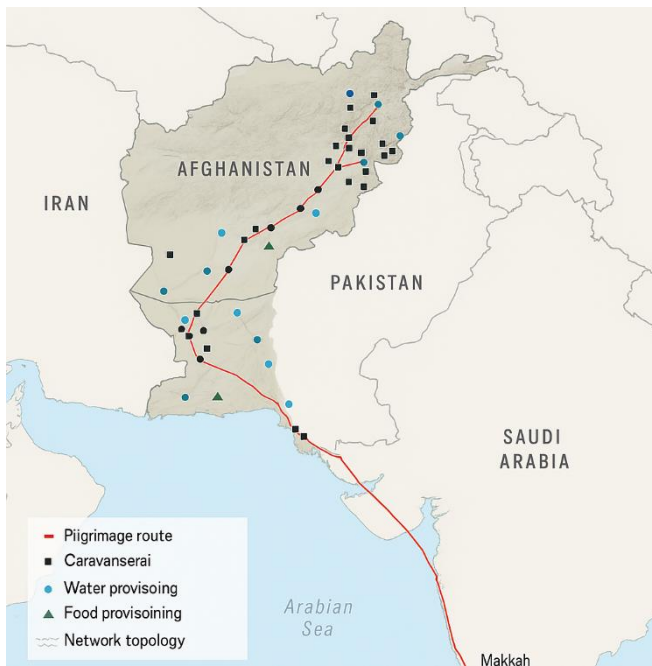 AFGHANISTAN
IRAN
PAKISTAN
SAUDI
ARABIA
Piigrimage route
Caravanserai
Water provisoing
Food provisoining
Network topology
Arabian
Sea
Makkah